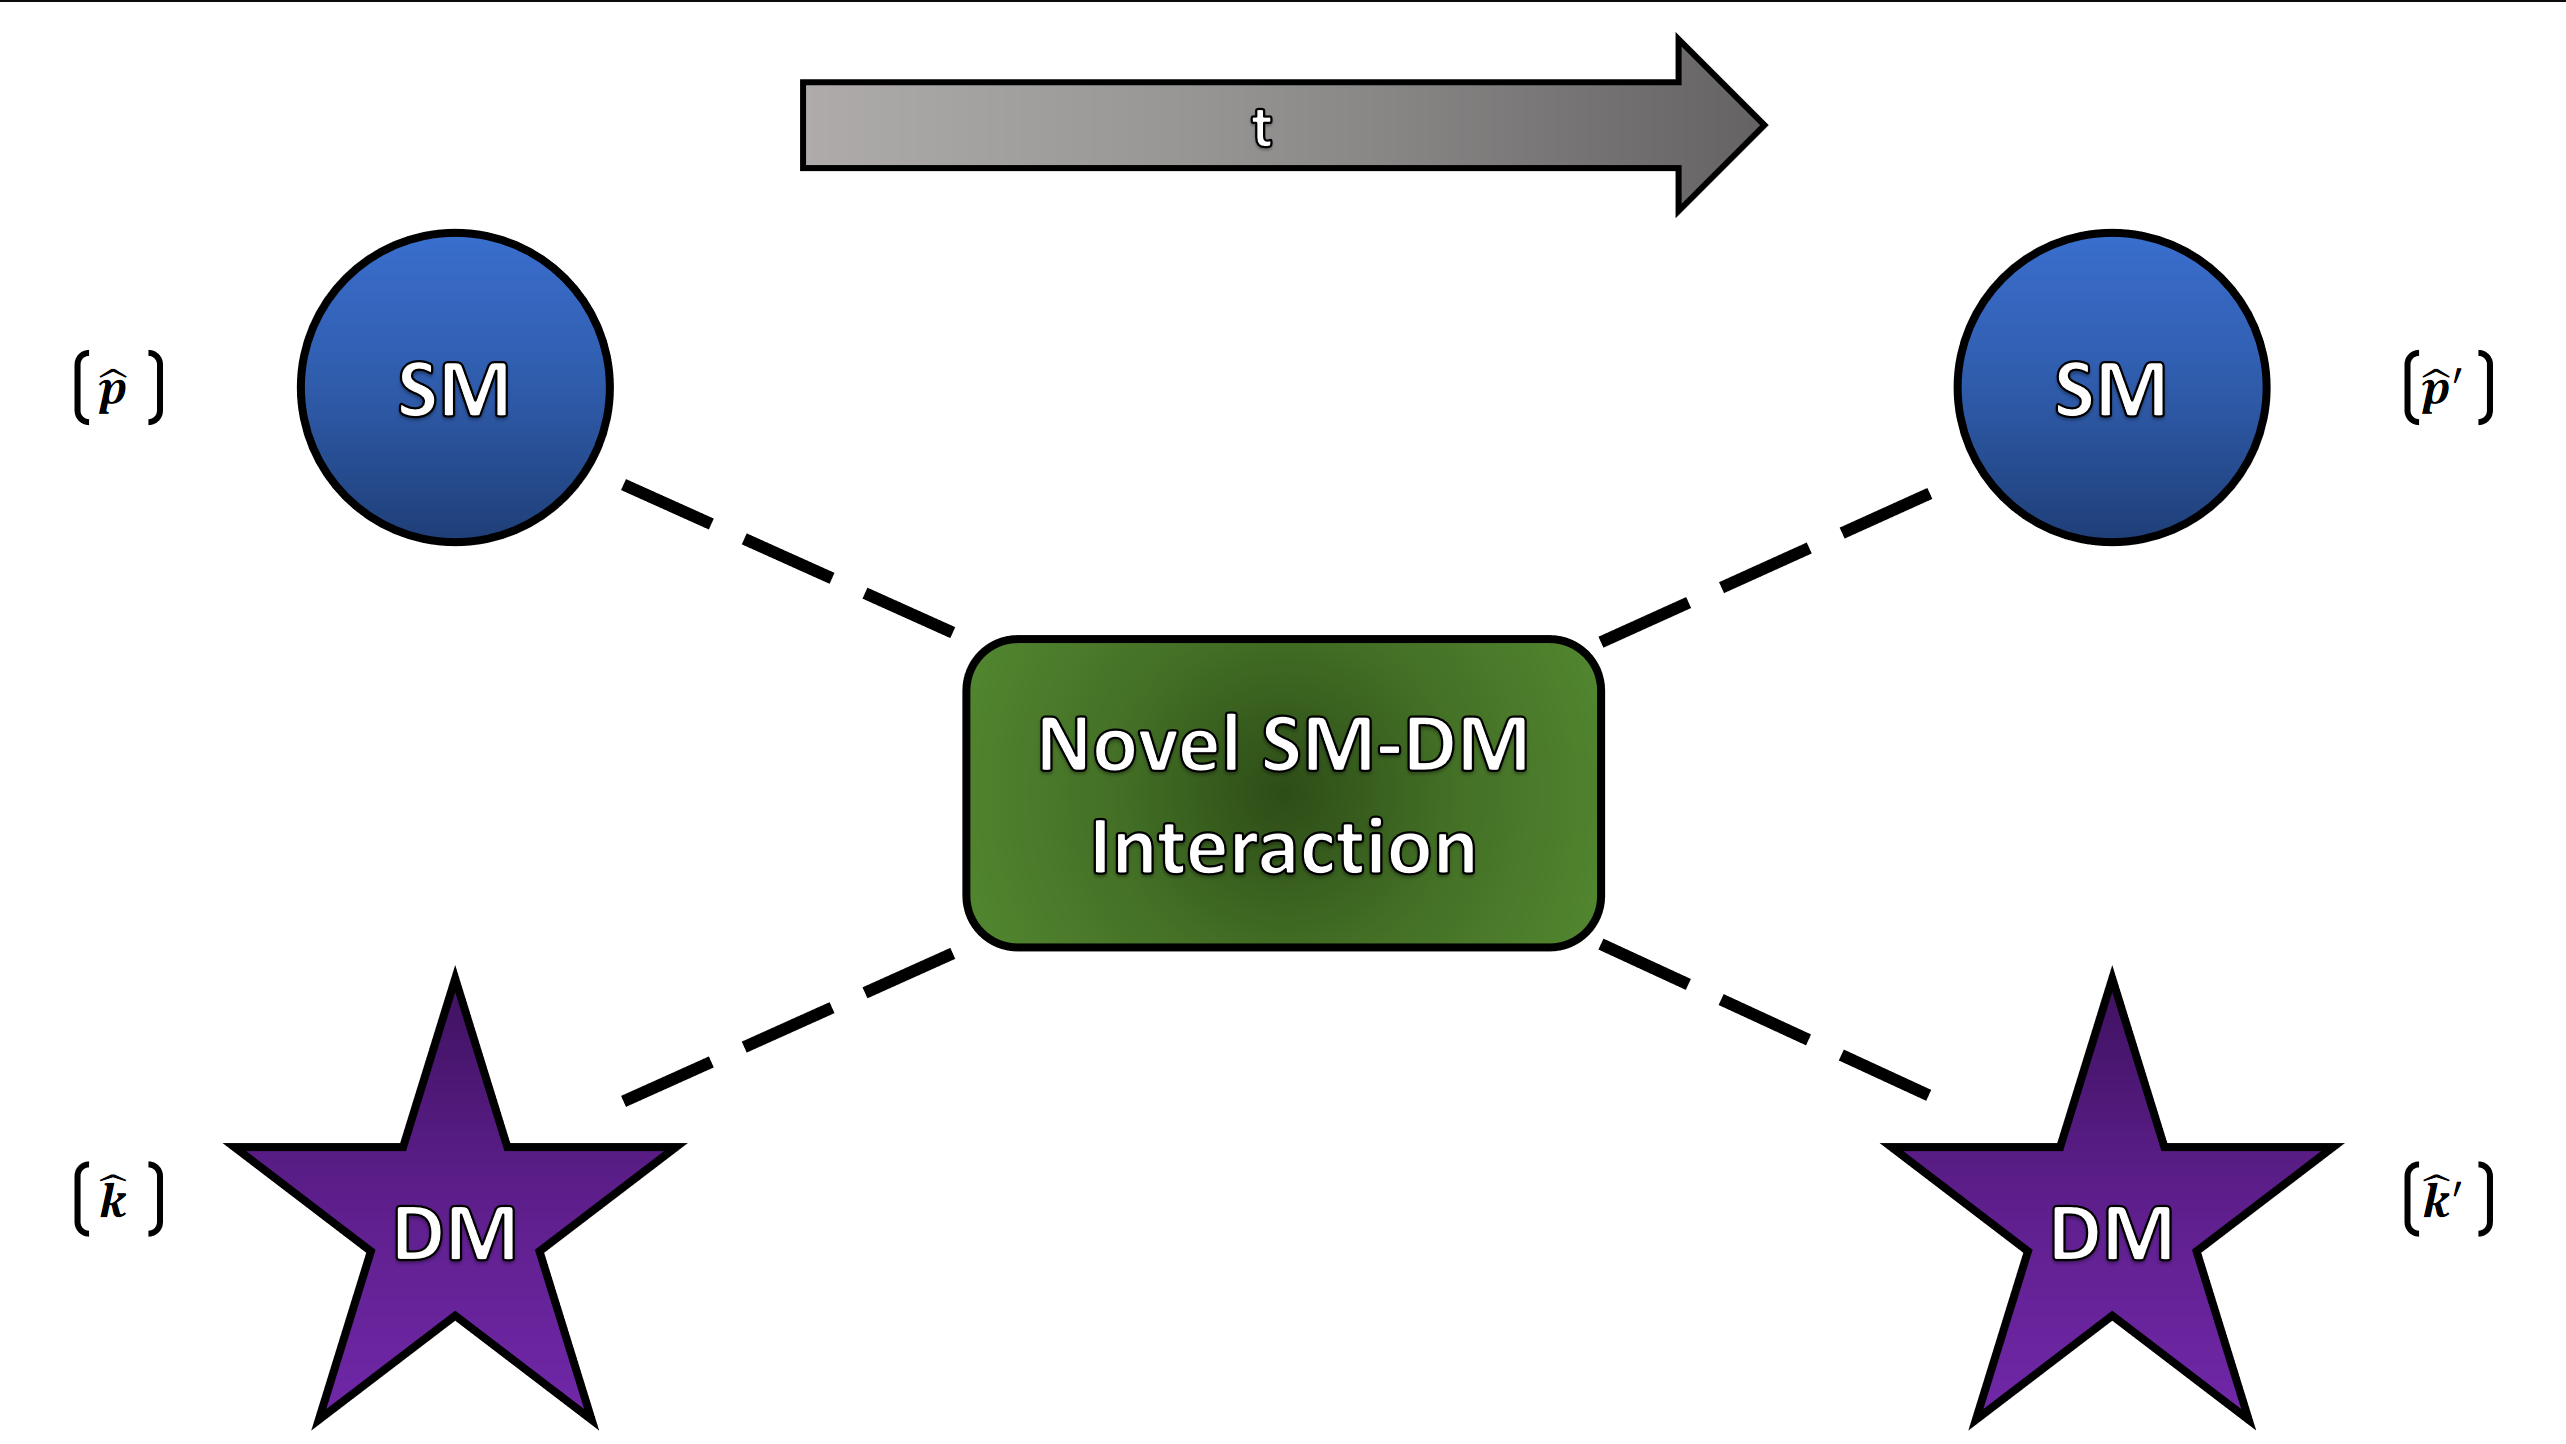 t
SM
SM
[p̂]
[p̂′]
Novel SM-DM
Interaction
[k̂]
[k̂′]
DM
DM